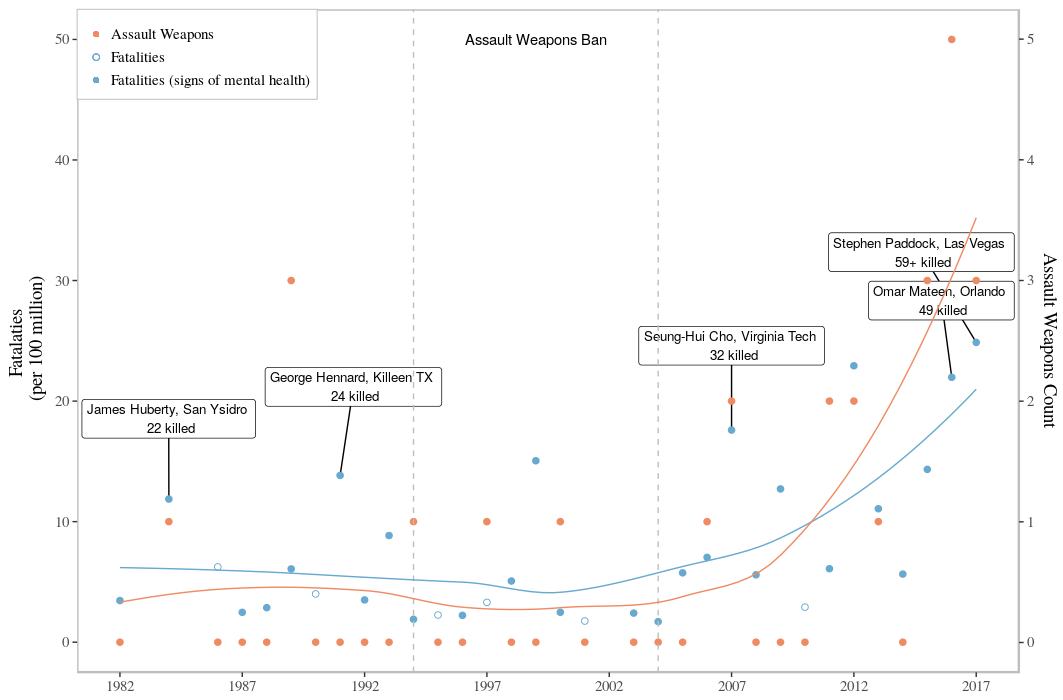 Assault Weapons
Fatalities
Fatalities (signs of mental health)
Assault Weapons Ban
50
40
30
20
10
0
Fatalaties
(per 100 million)
5
4
3
2
1
0
Assault Weapons Count
Stephen Paddock, Las Vegas
59+ killed
Omar Mateen, Orlando
49 killed
Seung-Hui Cho, Virginia Tech
32 killed
George Hennard, Killeen TX
24 killed
James Huberty, San Ysidro
22 killed
1982
1987
1992
1997
2002
2007
2012
2017